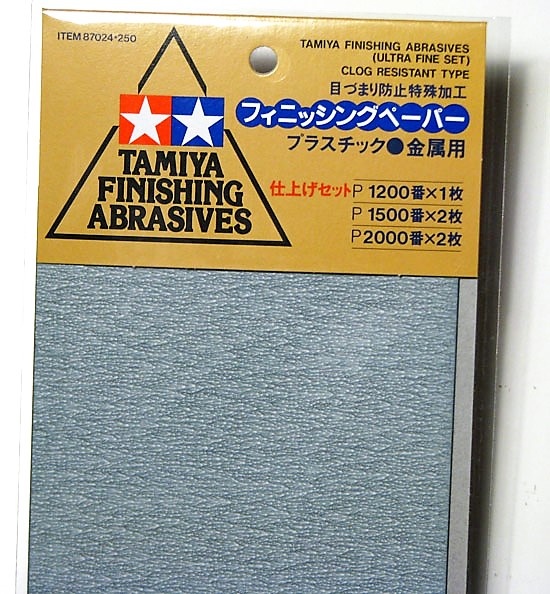 ITEM 87024•250
TAMIYA
FINISHING
ABRASIVES
TAMIYA FINISHING ABRASIVES
(ULTRA FINE SET)
CLOG RESISTANT TYPE
目づまり防止特殊加工
フィニッシングペーパー
プラスチック●金属用
仕上げセット P 1200番×1枚
P 1500番×2枚
P 2000番×2枚